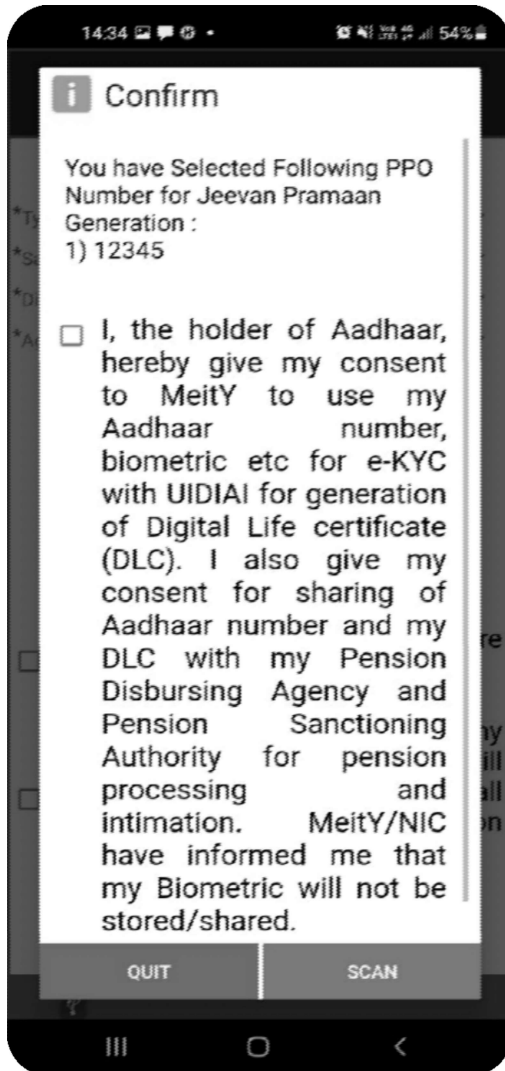 14:34
54%
i Confirm
You have Selected Following PPO
Number for Jeevan Pramaan
Generation :
1) 12345
I, the holder of Aadhaar,
hereby give my consent
to MeitY to use my
Aadhaar number,
biometric etc for e-KYC
with UIDIAI for generation
of Digital Life certificate
(DLC). I also give my
consent for sharing of
Aadhaar number and my
DLC with my Pension
Disbursing Agency and
Pension Sanctioning
Authority for pension
processing and
intimation. MeitY/NIC
have informed me that
my Biometric will not be
stored/shared.
QUIT
SCAN